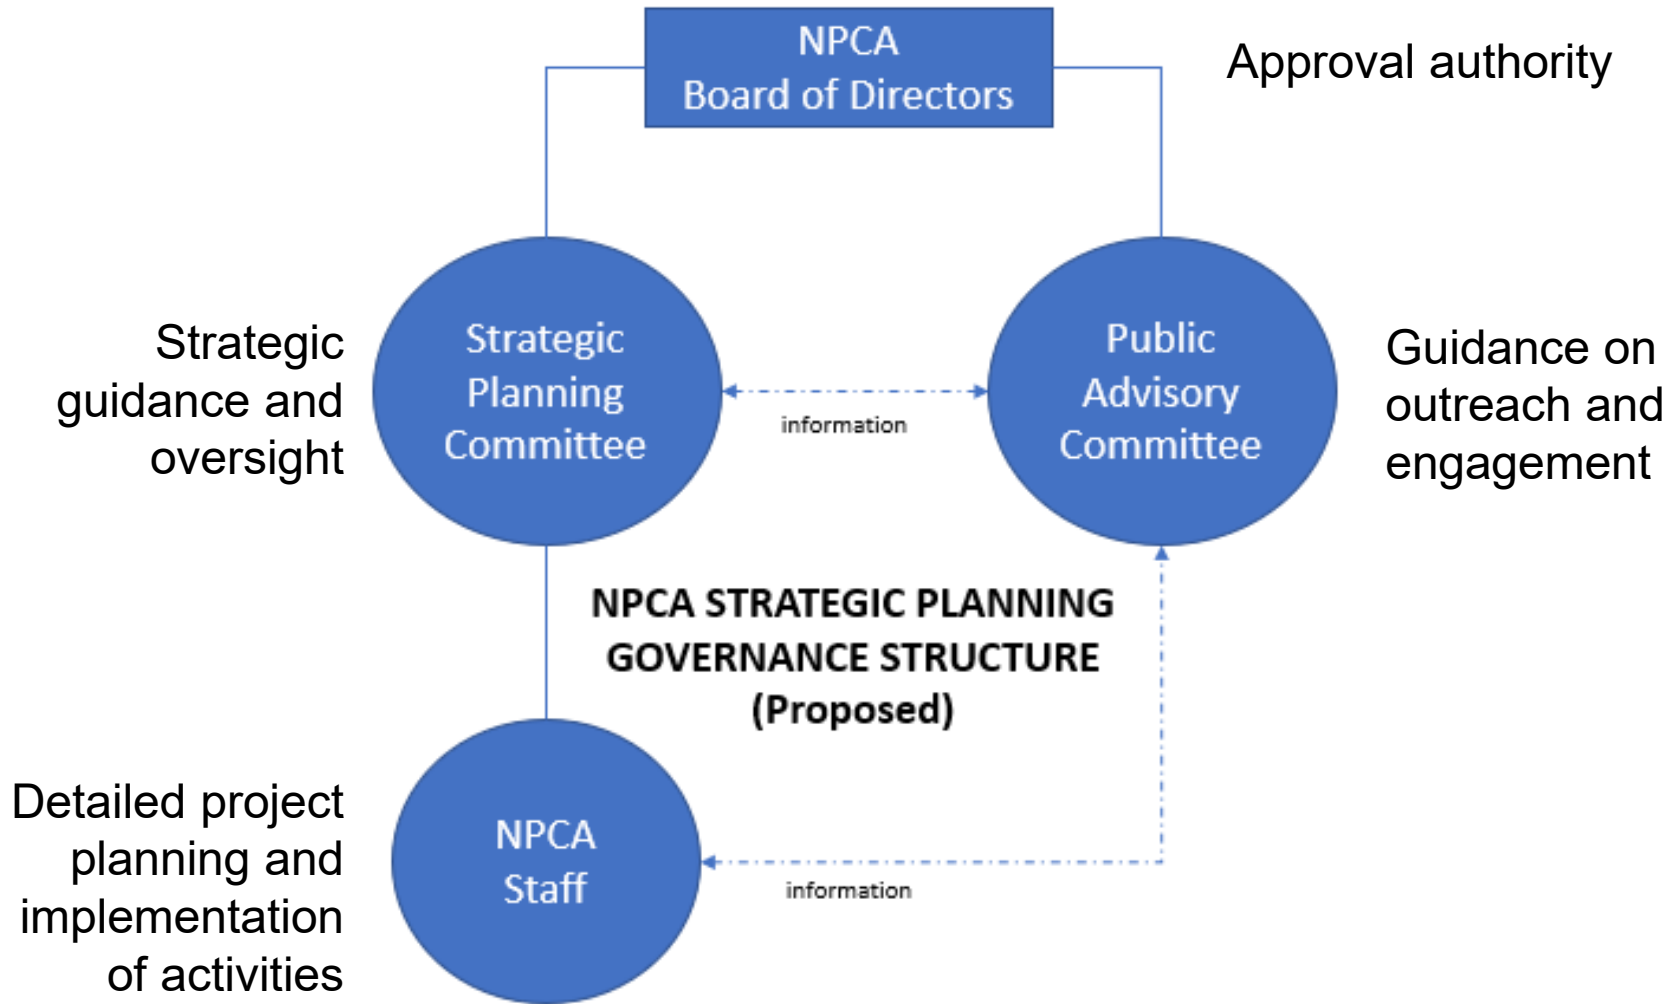 NPCA
Board of Directors
Approval authority
Strategic
guidance and
oversight
Strategic
Planning
Committee
information
Public
Advisory
Committee
Guidance on
outreach and
engagement
NPCA STRATEGIC PLANNING
GOVERNANCE STRUCTURE
(Proposed)
Detailed project
planning and
implementation
of activities
NPCA
Staff
information